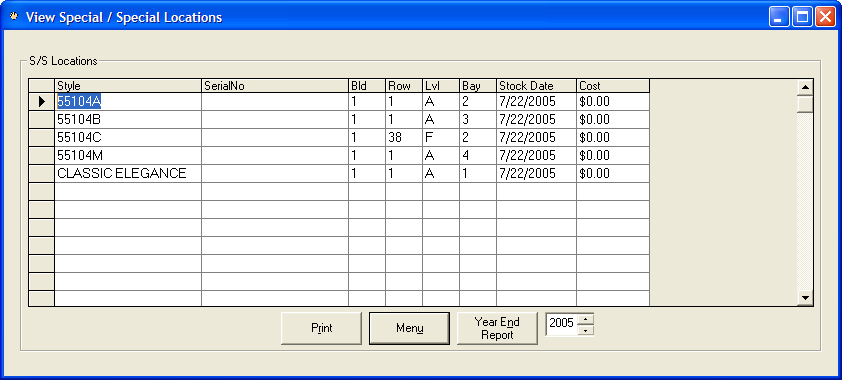 View Special / Special Locations
S/S Locations
Style SerialNo Bld Row Lvl Bay Stock Date Cost
55104A 1 1 A 2 7/22/2005 $0.00
55104B 1 1 A 3 7/22/2005 $0.00
55104C 1 38 F 2 7/22/2005 $0.00
55104M 1 1 A 4 7/22/2005 $0.00
CLASSIC ELEGANCE 1 1 A 1 7/22/2005 $0.00
Print Menu Year End 2005
Report